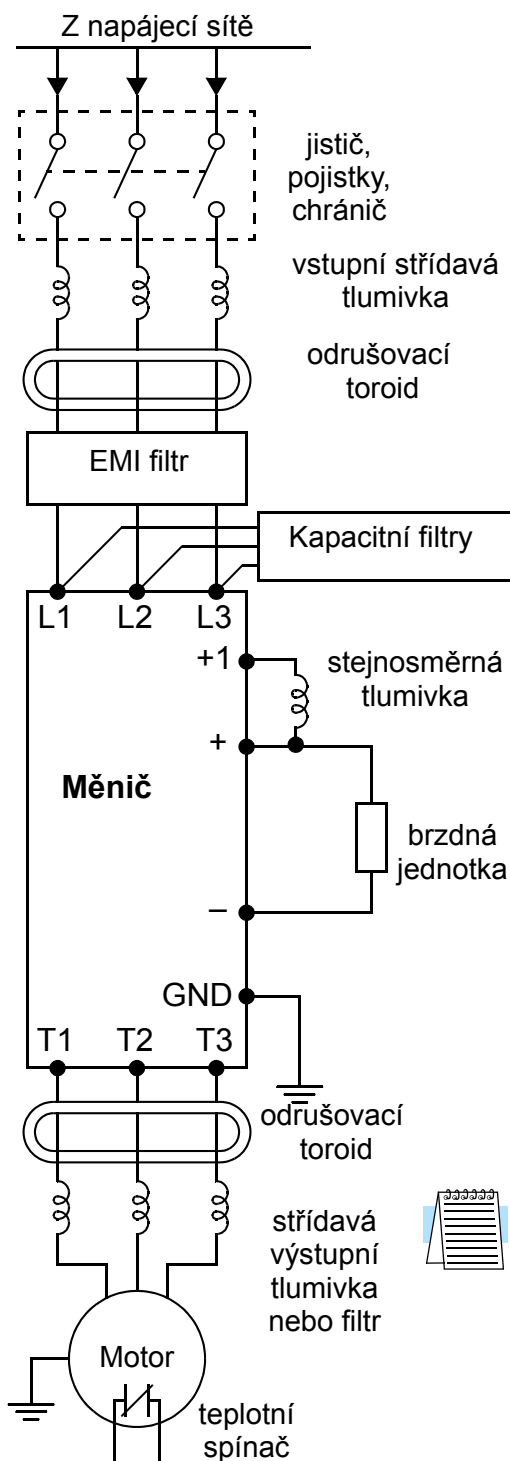 Z napájecí sítě
jistič,
pojistky,
chránič
vstupní střídavá
tlumivka
odrušovací
toroid
EMI filtr
Kapacitní filtry
L1 L2 L3
+1
stejnosměrná
tlumivka
+
Měnič
brzdná
jednotka
–
GND
T1 T2 T3
odrušovací
toroid
střídavá
výstupní
tlumivka
nebo filtr
Motor
teplotní
spínač